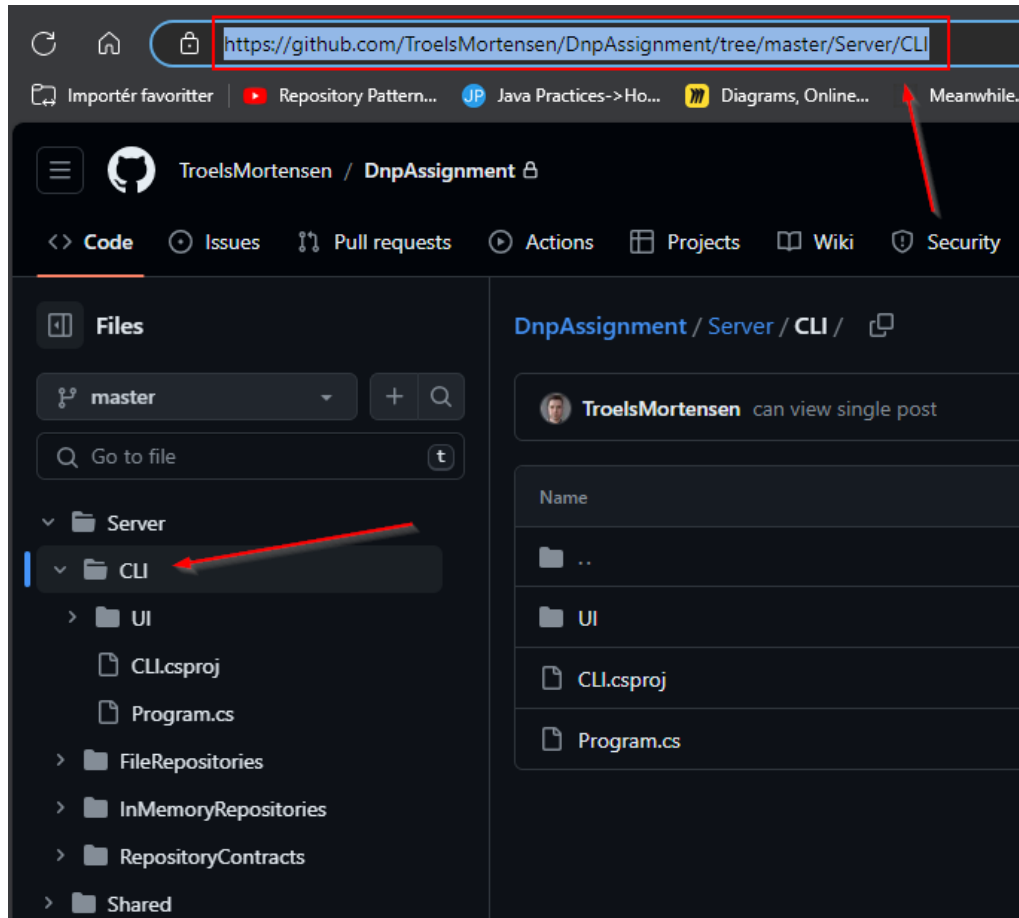 https://github.com/TroelsMortensen/DnpAssignment/tree/master/Server/CLI
Importér favoritter Repository Pattern... JP Java Practices->Ho... Diagrams, Online... Meanwhile.
TroelsMortensen / DnpAssignment
<> Code Issues Pull requests Actions Projects Wiki Security
Files
DnpAssignment / Server / CLI /
master
TroelsMortensen can view single post
Go to file t
Name
Server
CLI
..
UI
UI
CLI.csproj
CLI.csproj
Program.cs
Program.cs
FileRepositories
InMemoryRepositories
RepositoryContracts
Shared